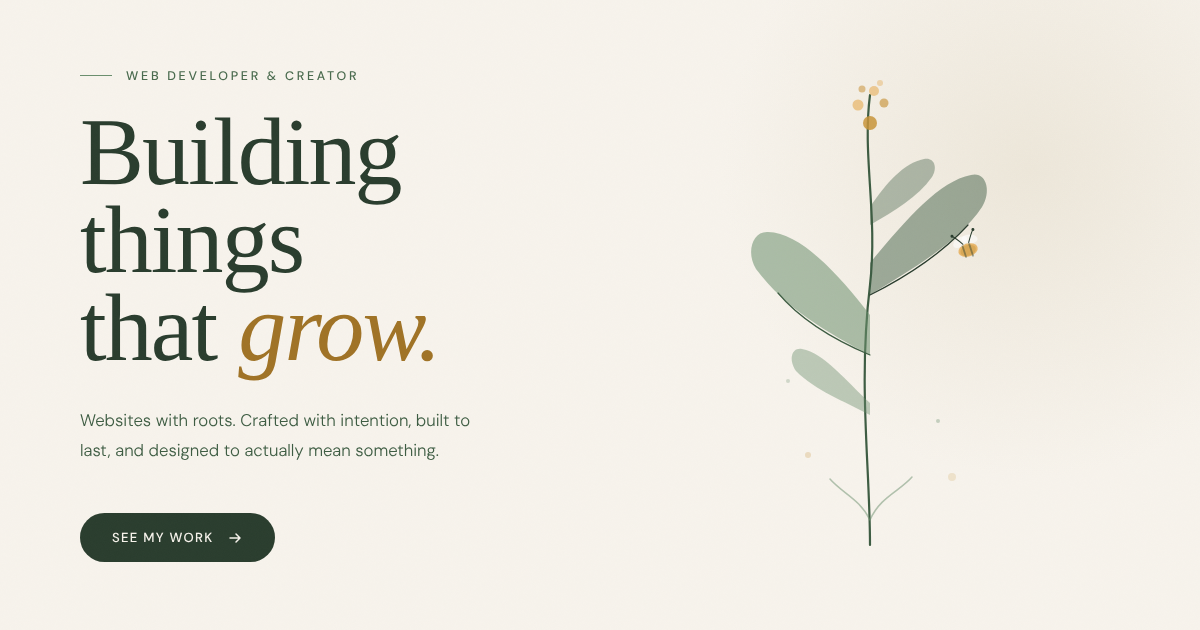 WEB DEVELOPER & CREATOR
Building
things
that grow.
Websites with roots. Crafted with intention, built to
last, and designed to actually mean something.
SEE MY WORK →